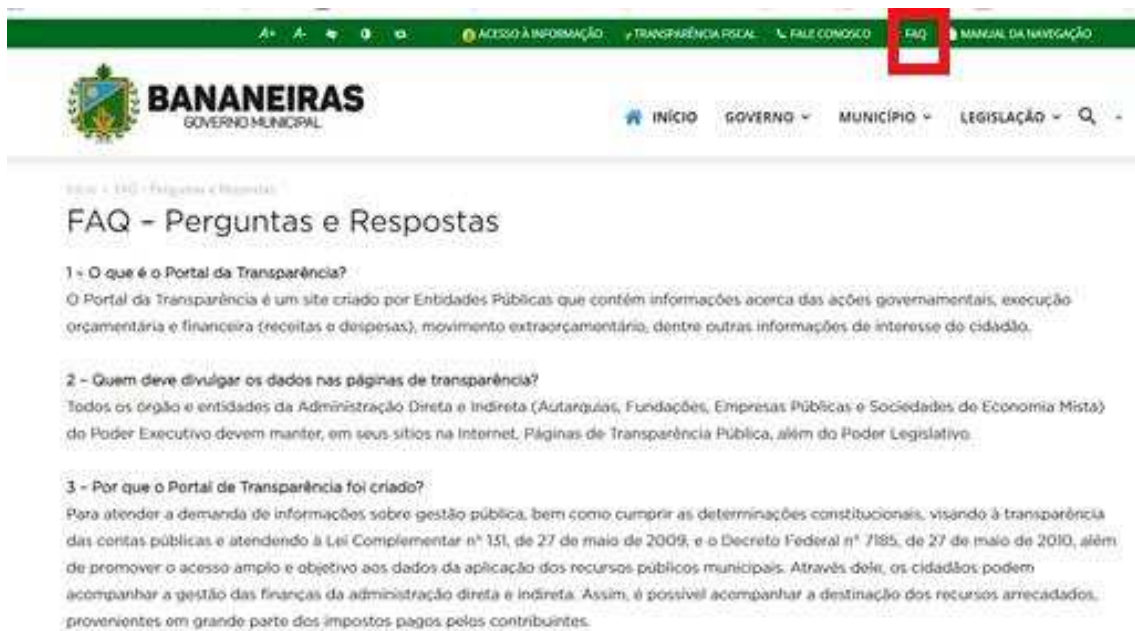 A+ A-
ACESSO À INFORMAÇÃO
TRANSPARÊNCIA FISCAL
FALE CONOSCO
FAQ
MANUAL DA NAVEGAÇÃO
BANANEIRAS
GOVERNO MUNICIPAL
INÍCIO
GOVERNO
MUNICÍPIO
LEGISLAÇÃO
Início » FAQ - Perguntas e Respostas
FAQ – Perguntas e Respostas
1 - O que é o Portal da Transparência?
O Portal da Transparência é um site criado por Entidades Públicas que contém informações acerca das ações governamentais, execução
orçamentária e financeira (receitas e despesas), movimento extraorçamentário, dentre outras informações de interesse do cidadão.
2 – Quem deve divulgar os dados nas páginas de transparência?
Todos os órgão e entidades da Administração Direta e Indireta (Autarquias, Fundações, Empresas Públicas e Sociedades de Economia Mista)
do Poder Executivo devem manter, em seus sítios na Internet, Páginas de Transparência Pública, além do Poder Legislativo.
3 – Por que o Portal de Transparência foi criado?
Para atender a demanda de informações sobre gestão pública, bem como cumprir as determinações constitucionais, visando à transparência
das contas públicas e atendendo à Lei Complementar nº 131, de 27 de maio de 2009, e o Decreto Federal nº 7185, de 27 de maio de 2010, além
de promover o acesso amplo e objetivo aos dados da aplicação dos recursos públicos municipais. Através dele, os cidadãos podem
acompanhar a gestão das finanças da administração direta e indireta. Assim, é possível acompanhar a destinação dos recursos arrecadados,
provenientes em grande parte dos impostos pagos pelos contribuintes.